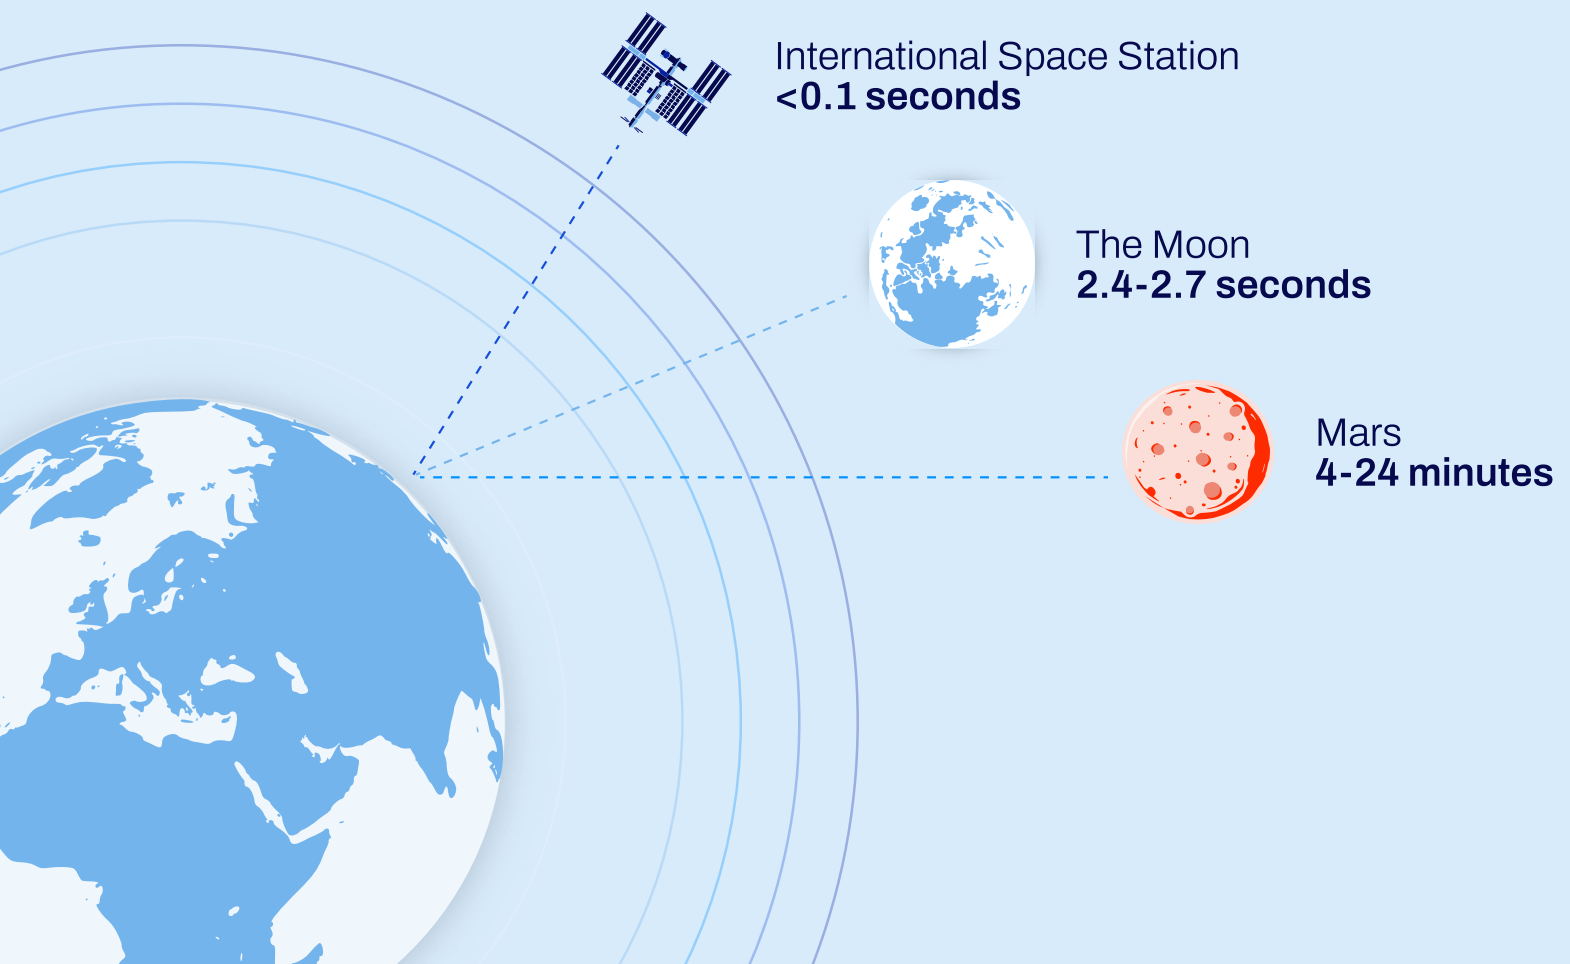 International Space Station
<0.1 seconds
The Moon
2.4-2.7 seconds
Mars
4-24 minutes